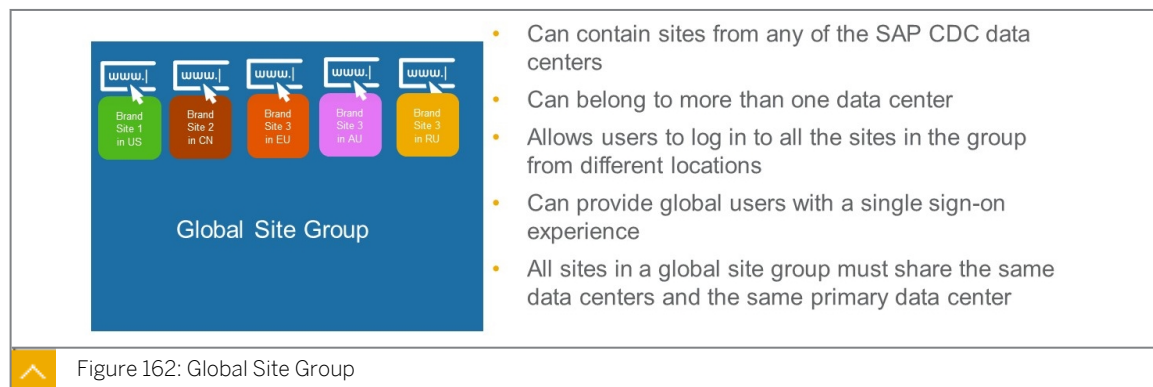 www.| www.| www.| www.| www.|
Brand
Site 1
in US
Brand
Site 2
in CN
Brand
Site 3
in EU
Brand
Site 3
in AU
Brand
Site 3
in RU
Global Site Group
• Can contain sites from any of the SAP CDC data
centers
• Can belong to more than one data center
• Allows users to log in to all the sites in the group
from different locations
• Can provide global users with a single sign-on
experience
• All sites in a global site group must share the same
data centers and the same primary data center
Figure 162: Global Site Group